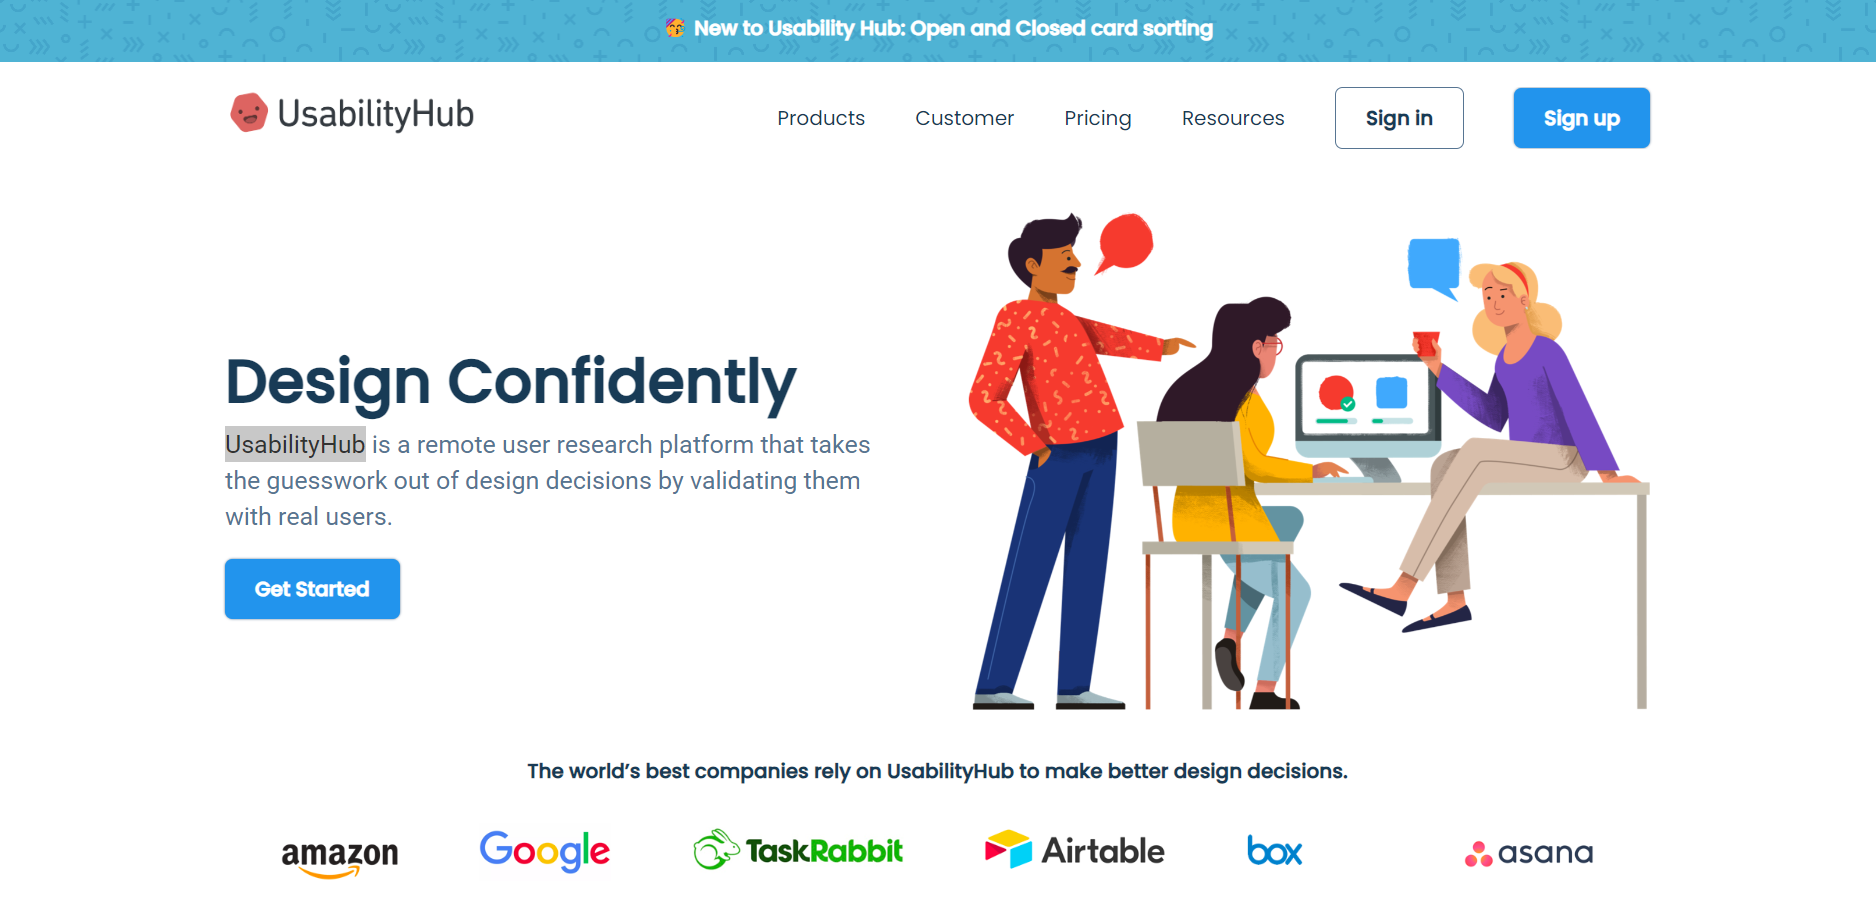 🥳 New to Usability Hub: Open and Closed card sorting
UsabilityHub
Products Customer Pricing Resources Sign in Sign up
Design Confidently
UsabilityHub is a remote user research platform that takes
the guesswork out of design decisions by validating them
with real users.
Get Started
The world’s best companies rely on UsabilityHub to make better design decisions.
amazon Google TaskRabbit Airtable box asana